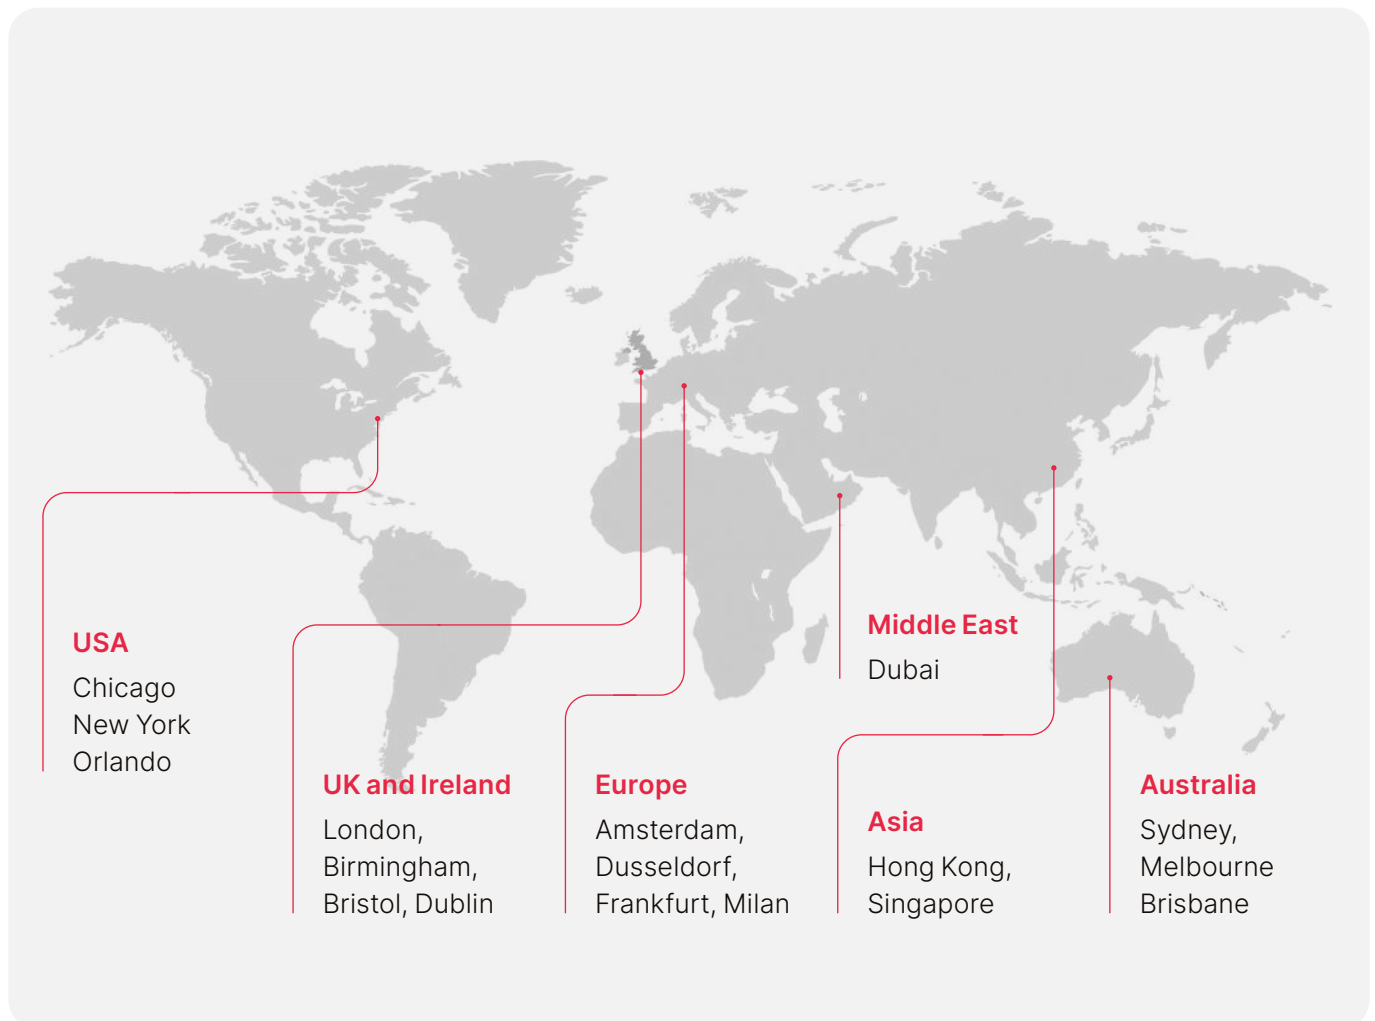 USA
Chicago
New York
Orlando
UK and Ireland
London,
Birmingham,
Bristol, Dublin
Europe
Amsterdam,
Dusseldorf,
Frankfurt, Milan
Middle East
Dubai
Asia
Hong Kong,
Singapore
Australia
Sydney,
Melbourne
Brisbane